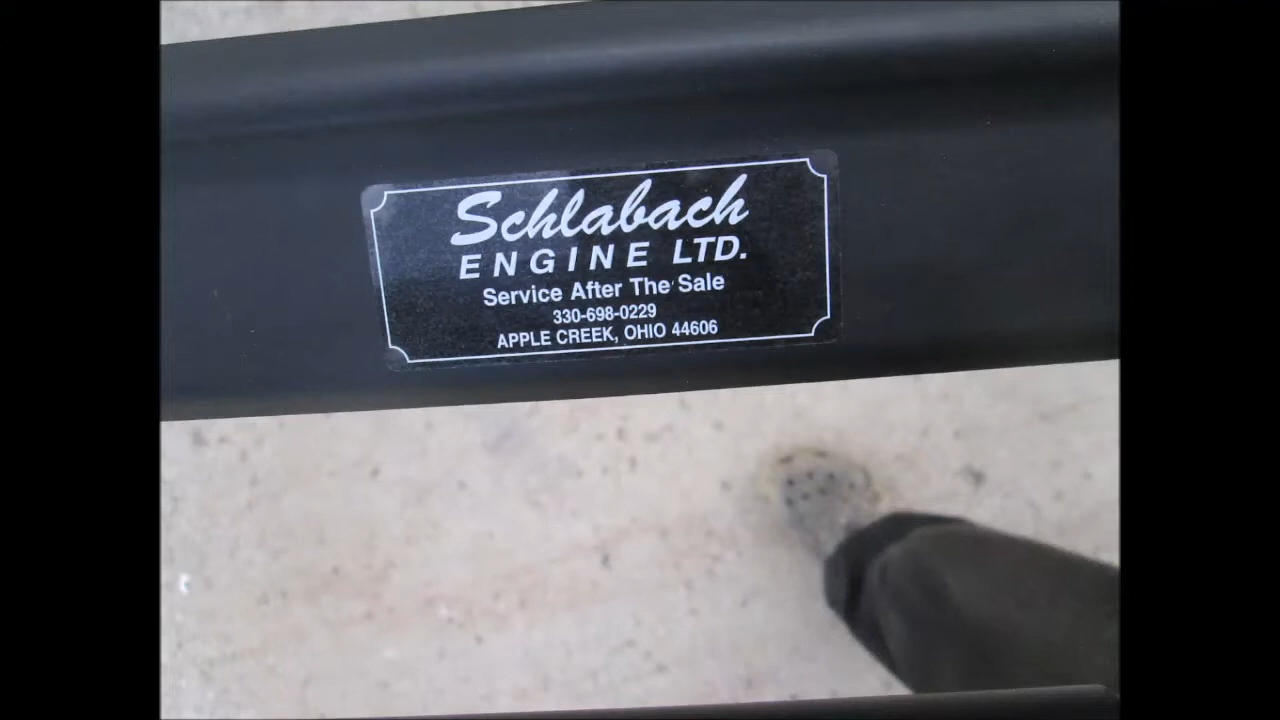 Schlabach
ENGINE LTD.
Service After The Sale
330-698-0229
APPLE CREEK, OHIO 44606